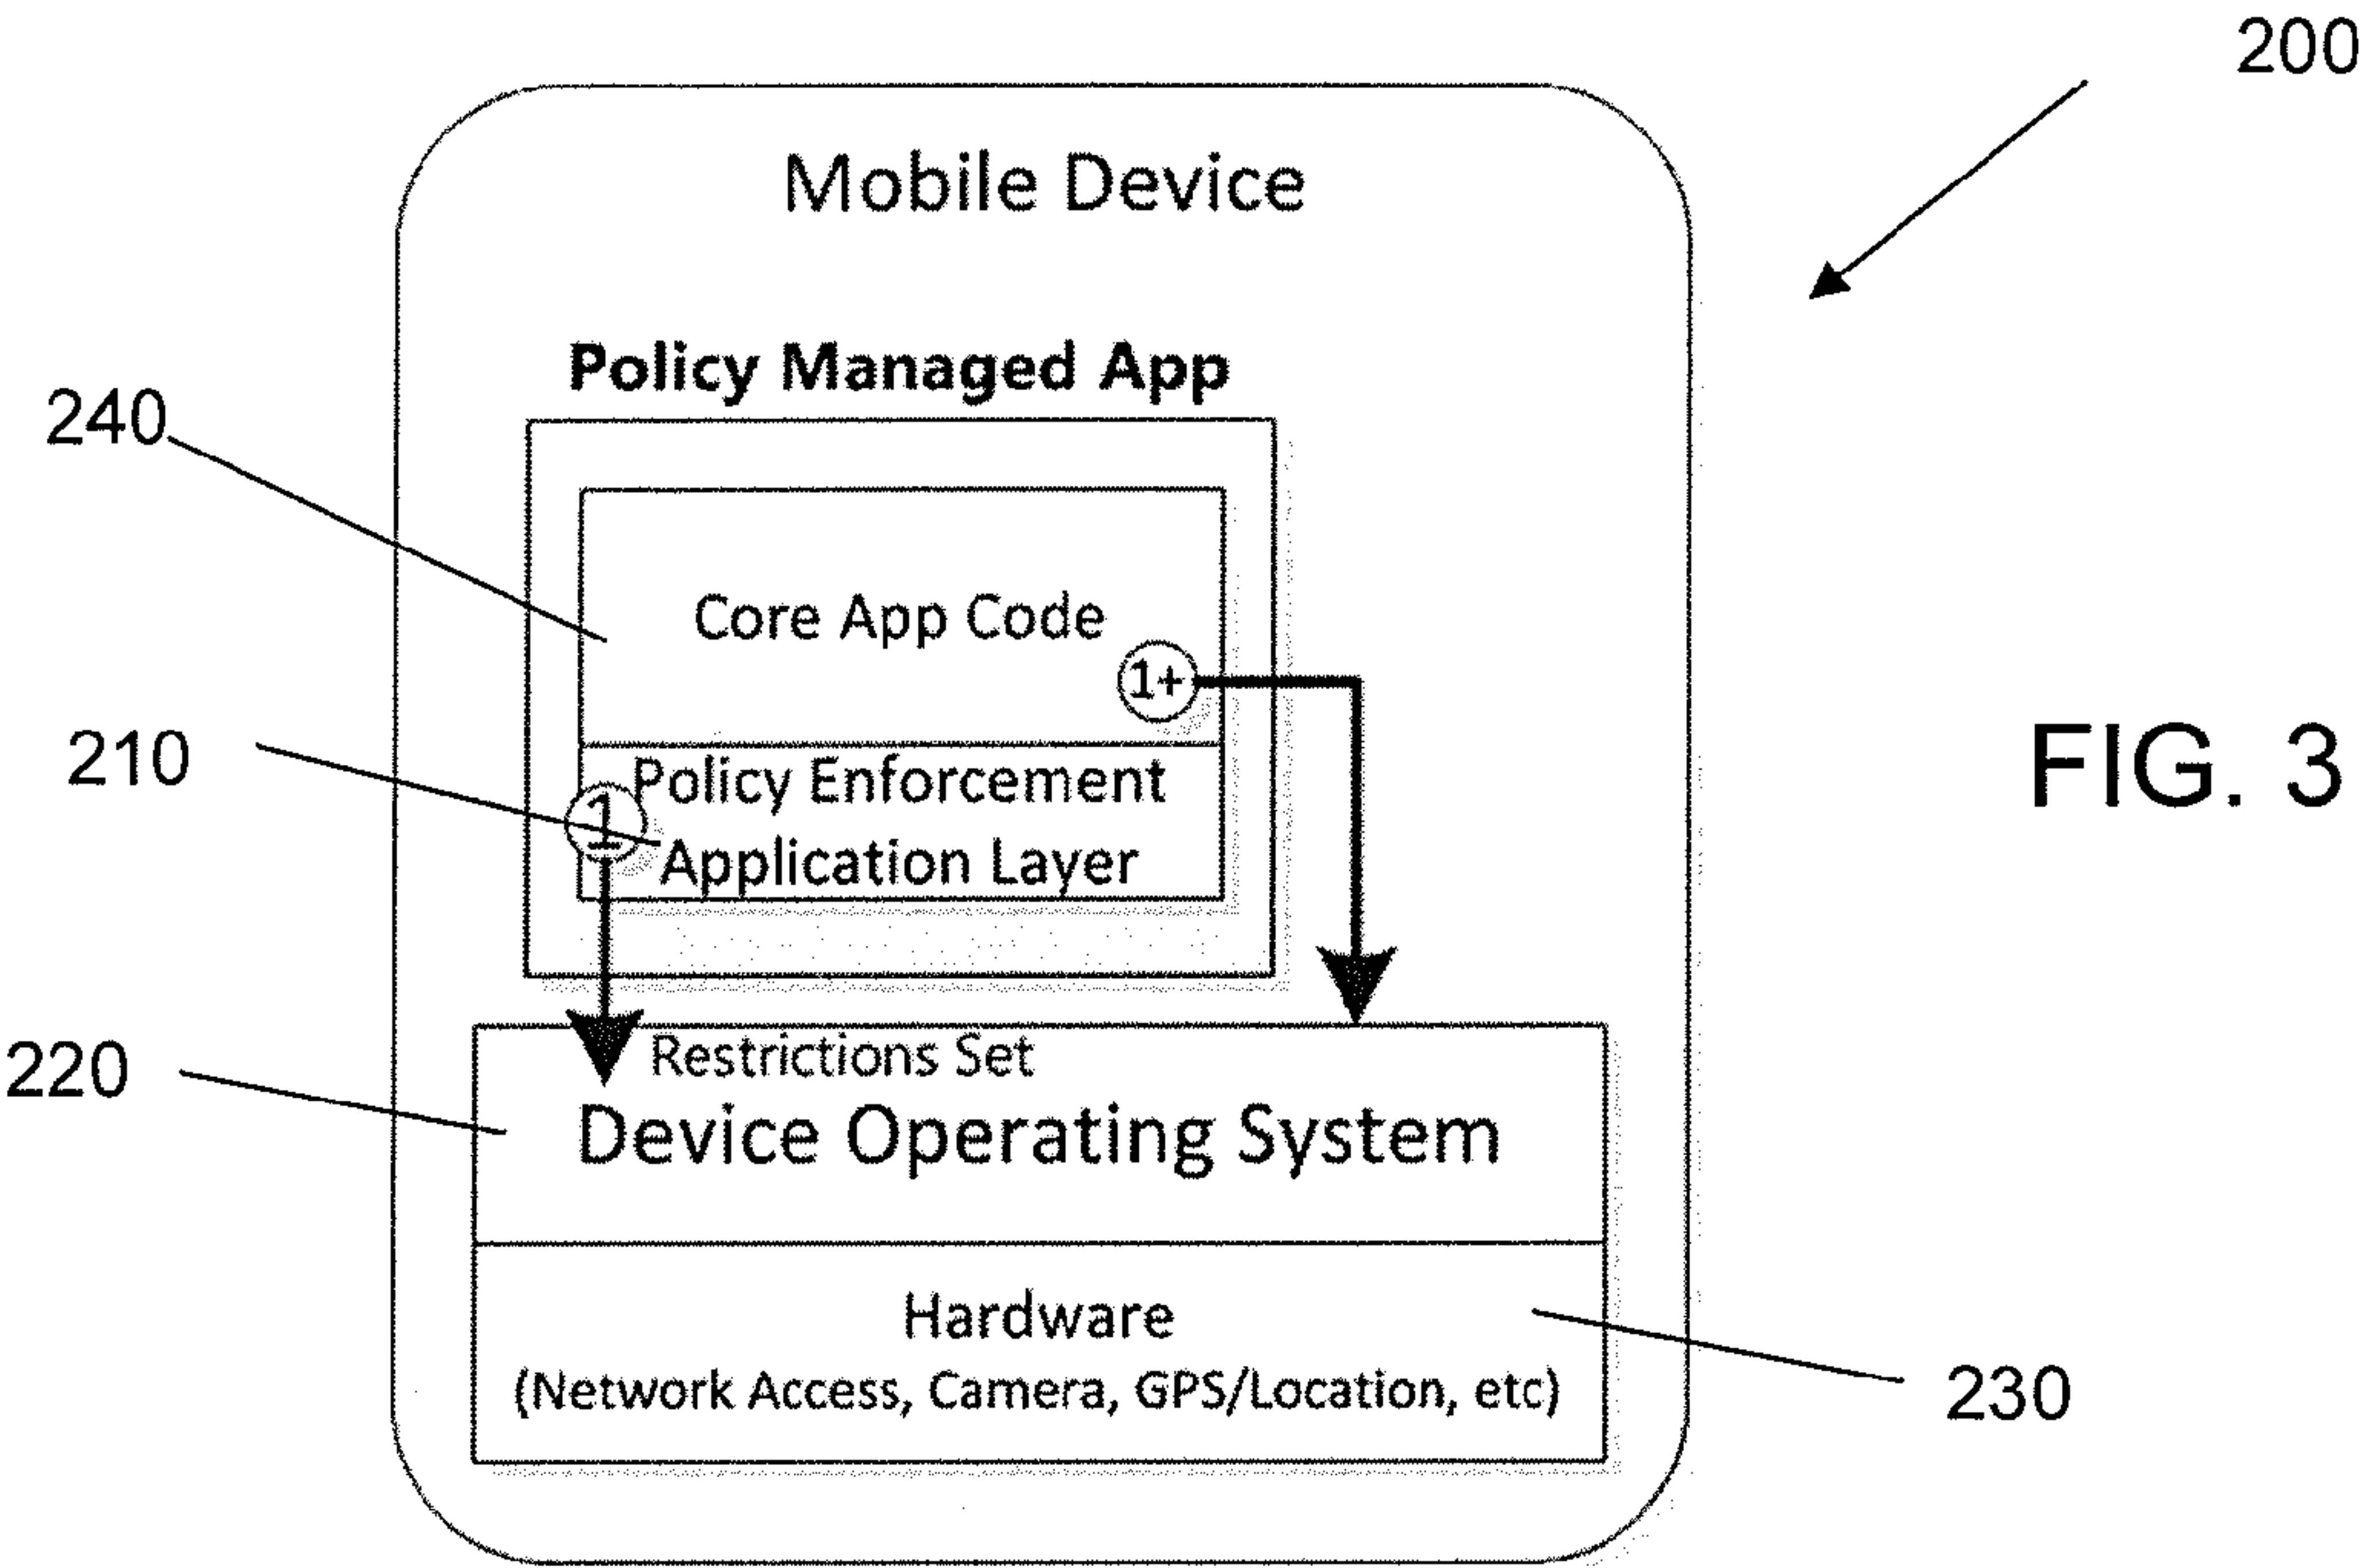 200
Mobile Device
Policy Managed App
240
Core App Code
1+
FIG. 3
210
Policy Enforcement
1
Application Layer
220
Restrictions Set
Device Operating System
Hardware
(Network Access, Camera, GPS/Location, etc)
230